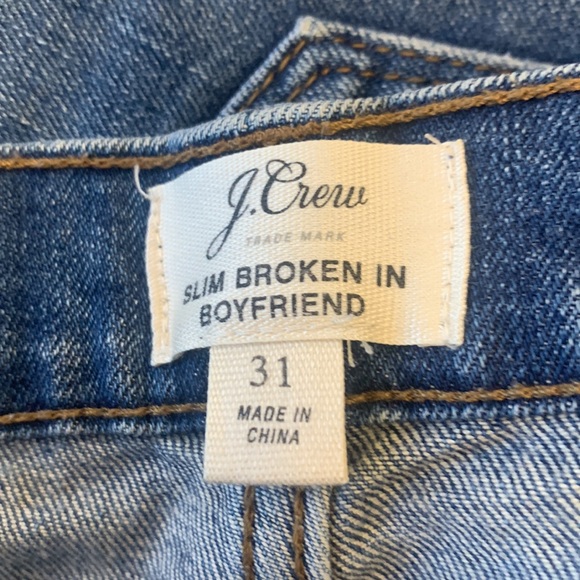 J.Crew
TRADE MARK
SLIM BROKEN IN
BOYFRIEND
31
MADE IN
CHINA